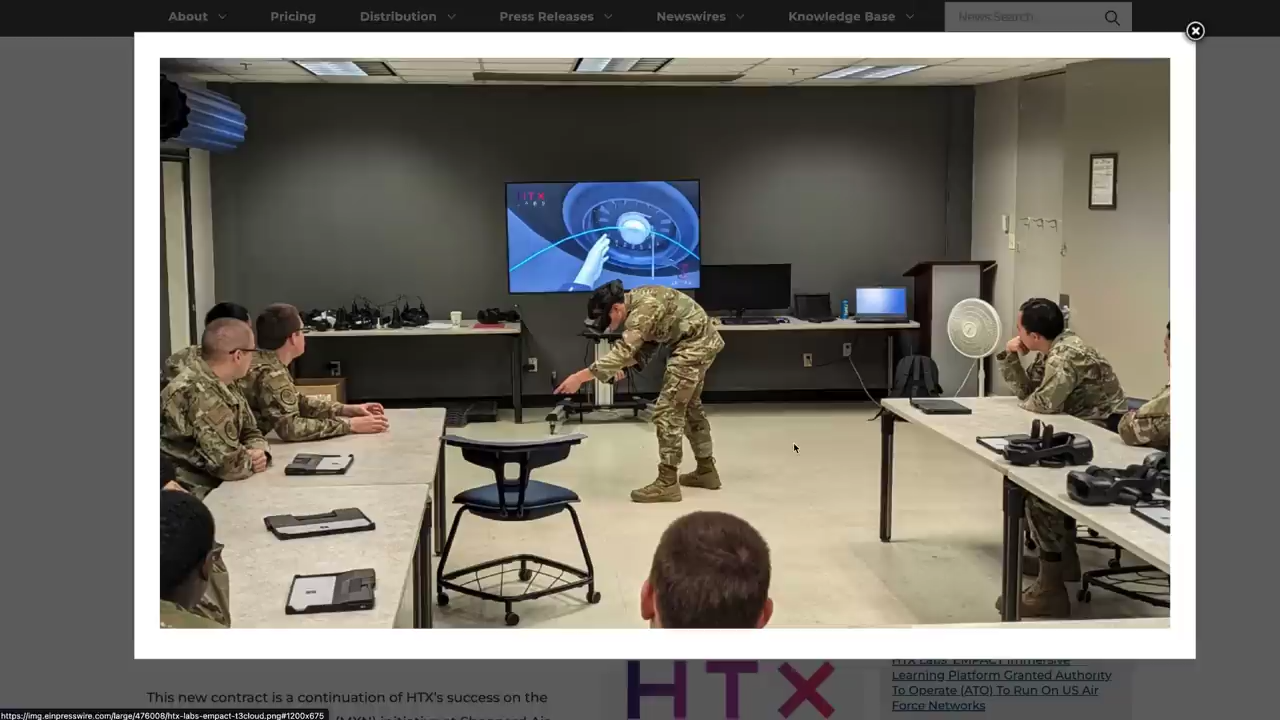 About
Pricing
Distribution
Press Releases
Newswires
Knowledge Base
News Search
HTX
LABS
This new contract is a continuation of HTX's success on the
HTX
HTX Labs' EMPACT Immersive
Learning Platform Granted Authority
To Operate (ATO) To Run On US Air
Force Networks
https://img.einpresswire.com/large/476008/htx-labs-empact-t3cloud.png#1200x675